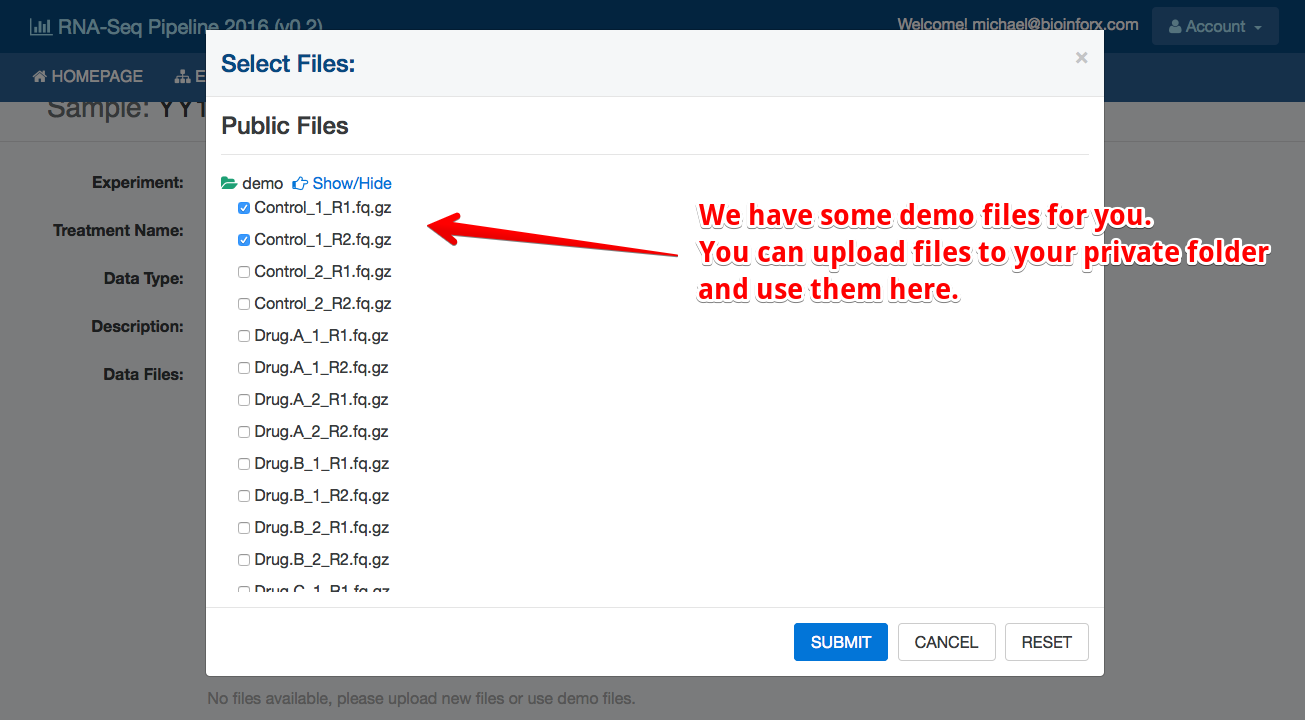 RNA-Seq Pipeline 2016 (v0.2)
Welcome! michael@bioinforx.com
Account
HOMEPAGE
E
Sample: YY1
Select Files:
×
Public Files
Experiment:
Treatment Name:
Data Type:
Description:
Data Files:
demo Show/Hide
Control_1_R1.fq.gz
Control_1_R2.fq.gz
Control_2_R1.fq.gz
Control_2_R2.fq.gz
Drug.A_1_R1.fq.gz
Drug.A_1_R2.fq.gz
Drug.A_2_R1.fq.gz
Drug.A_2_R2.fq.gz
Drug.B_1_R1.fq.gz
Drug.B_1_R2.fq.gz
Drug.B_2_R1.fq.gz
Drug.B_2_R2.fq.gz
Drug.C_1_R1.fq.gz
We have some demo files for you.
You can upload files to your private folder
and use them here.
SUBMIT
CANCEL
RESET
No files available, please upload new files or use demo files.